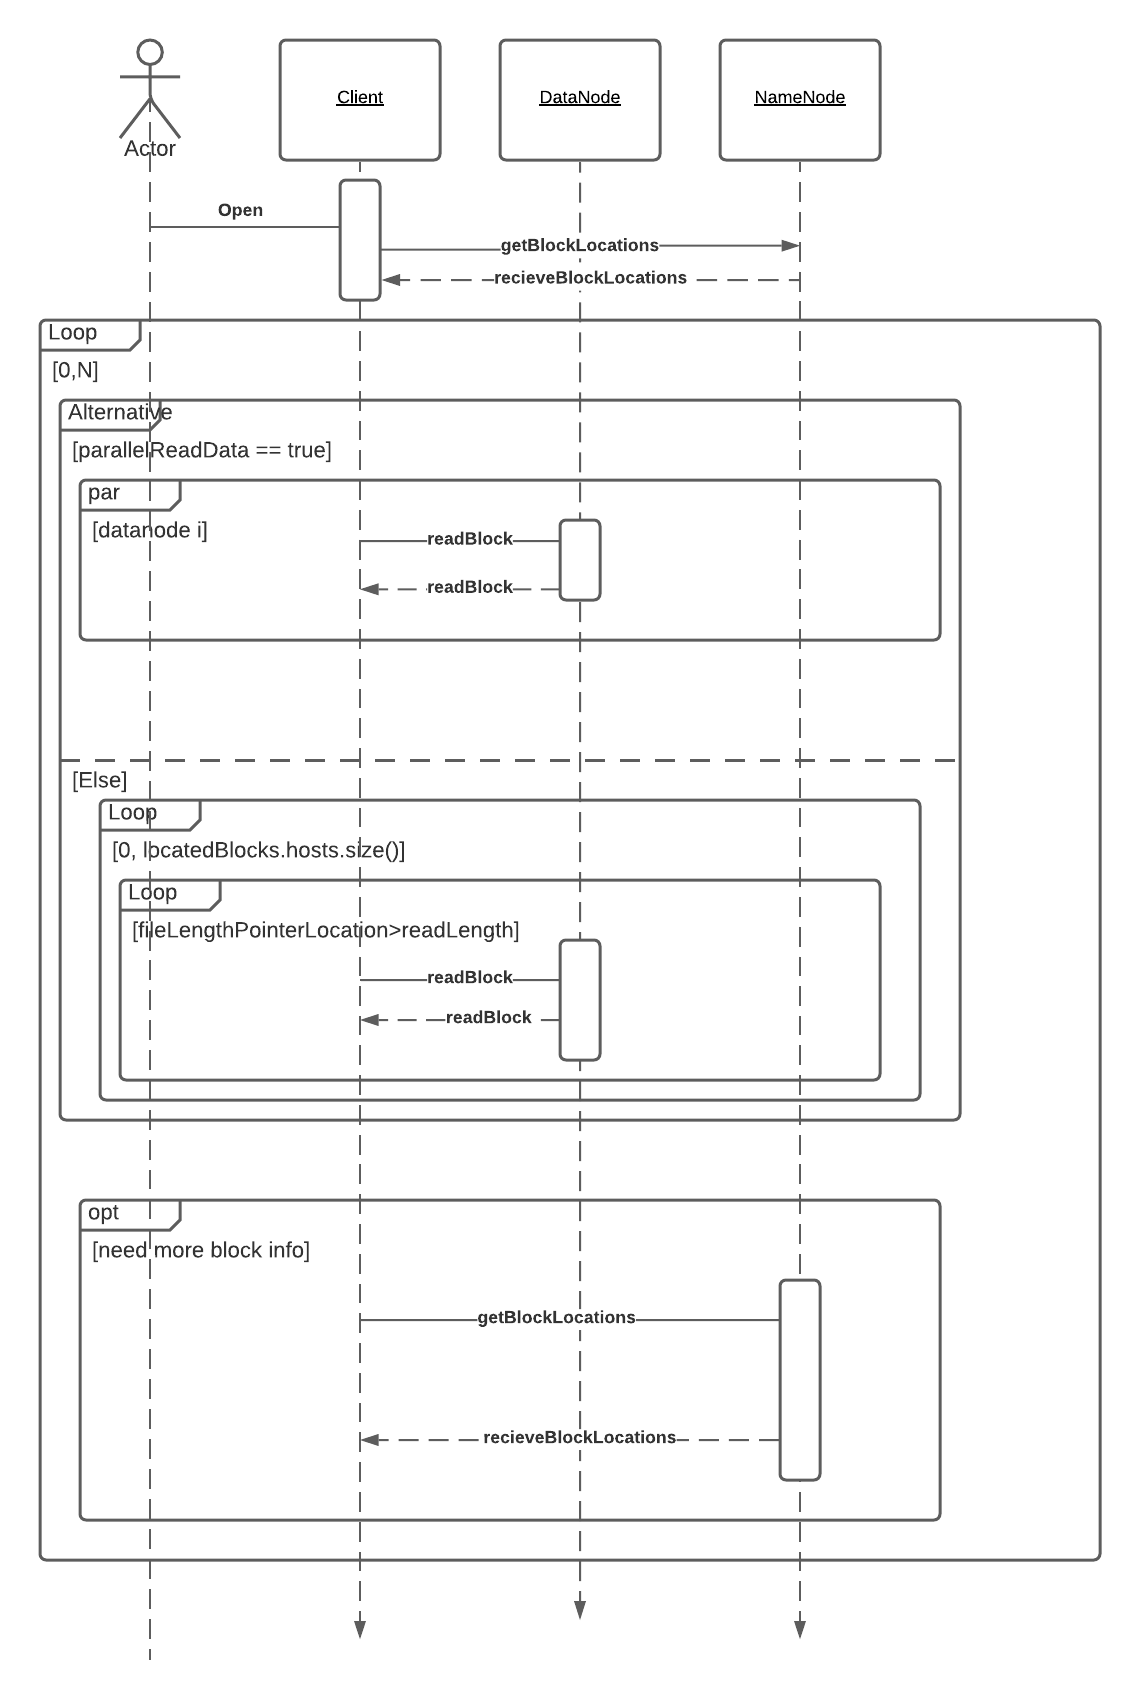 Actor
Client
DataNode
NameNode
Open
getBlockLocations
recieveBlockLocations
Loop
[0,N]
Alternative
[parallelReadData == true]
par
[datanode i]
readBlock
readBlock
[Else]
Loop
[0, locatedBlocks.hosts.size()]
Loop
[fileLengthPointerLocation>readLength]
readBlock
readBlock
opt
[need more block info]
getBlockLocations
recieveBlockLocations